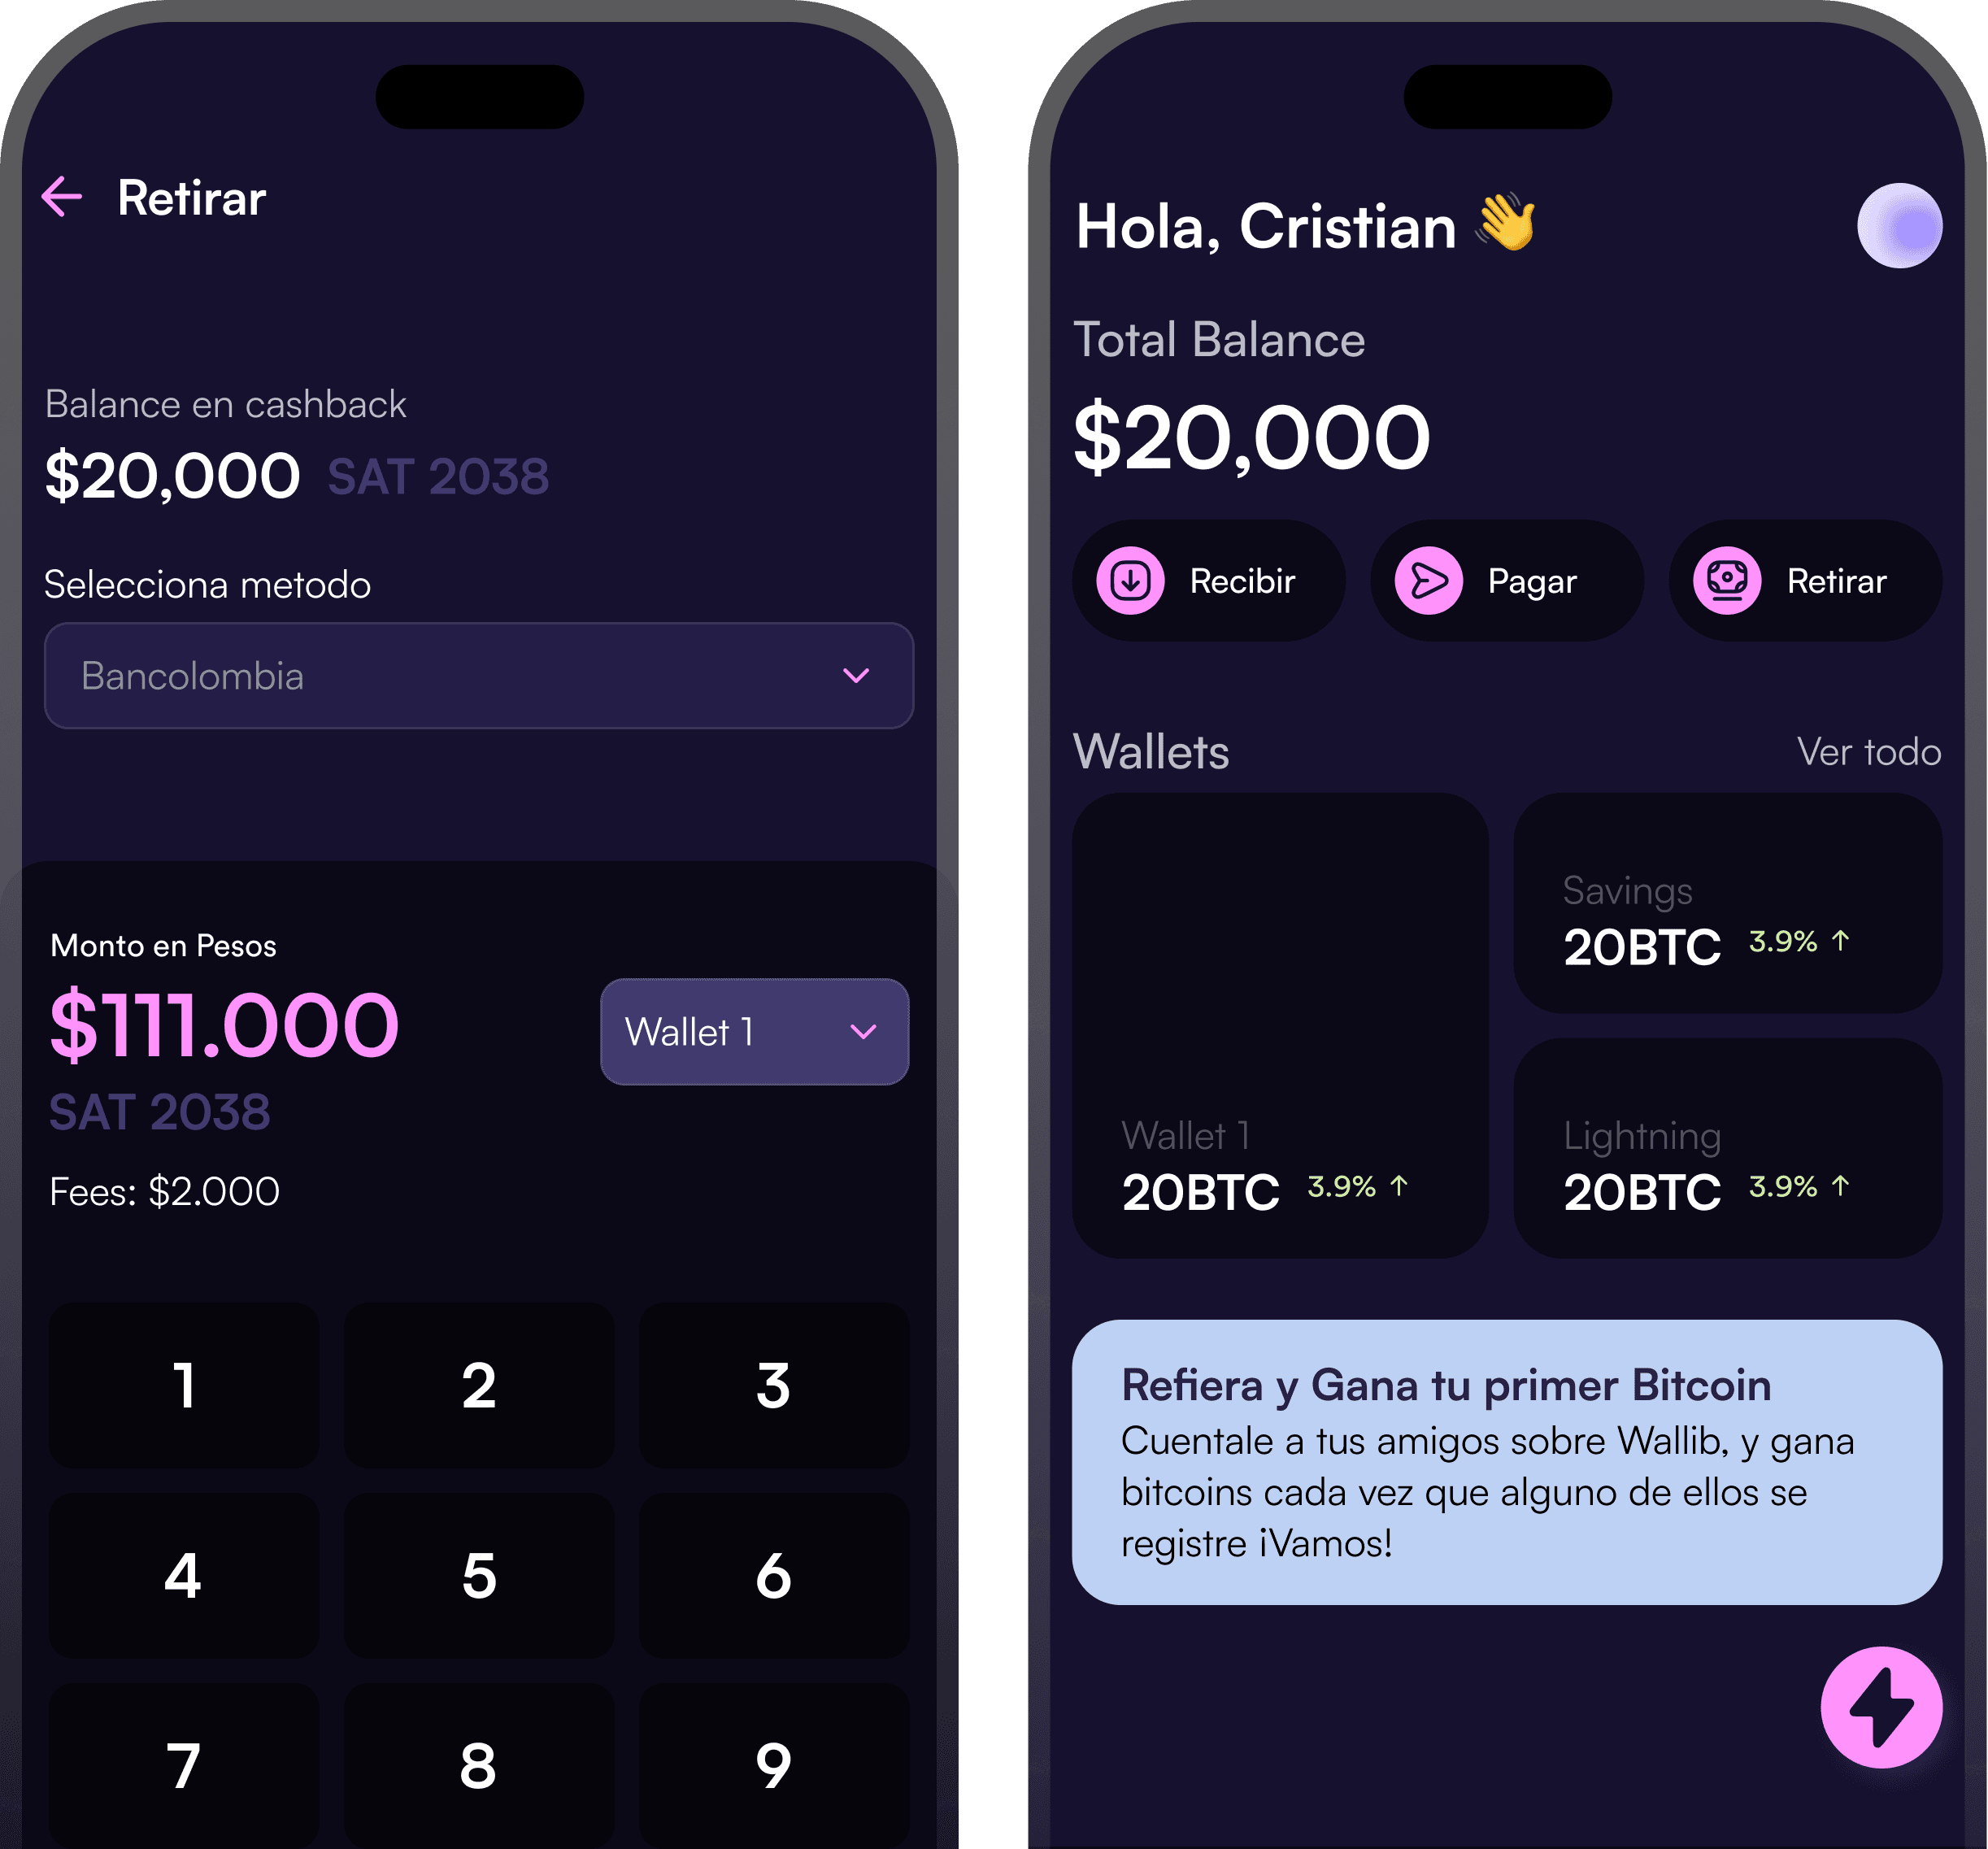 Retirar
Balance en cashback
$20,000 SAT 2038
Selecciona metodo
Bancolombia
Monto en Pesos
$111.000
Wallet 1
SAT 2038
Fees: $2.000
1 2 3
4 5 6
7 8 9
Hola, Cristian 👋
Total Balance
$20,000
Recibir Pagar Retirar
Wallets Ver todo
Savings
20BTC 3.9% ↑
Wallet 1
20BTC 3.9% ↑
Lightning
20BTC 3.9% ↑
Refiera y Gana tu primer Bitcoin
Cuentale a tus amigos sobre Wallib, y gana
bitcoins cada vez que alguno de ellos se
registre ¡Vamos!